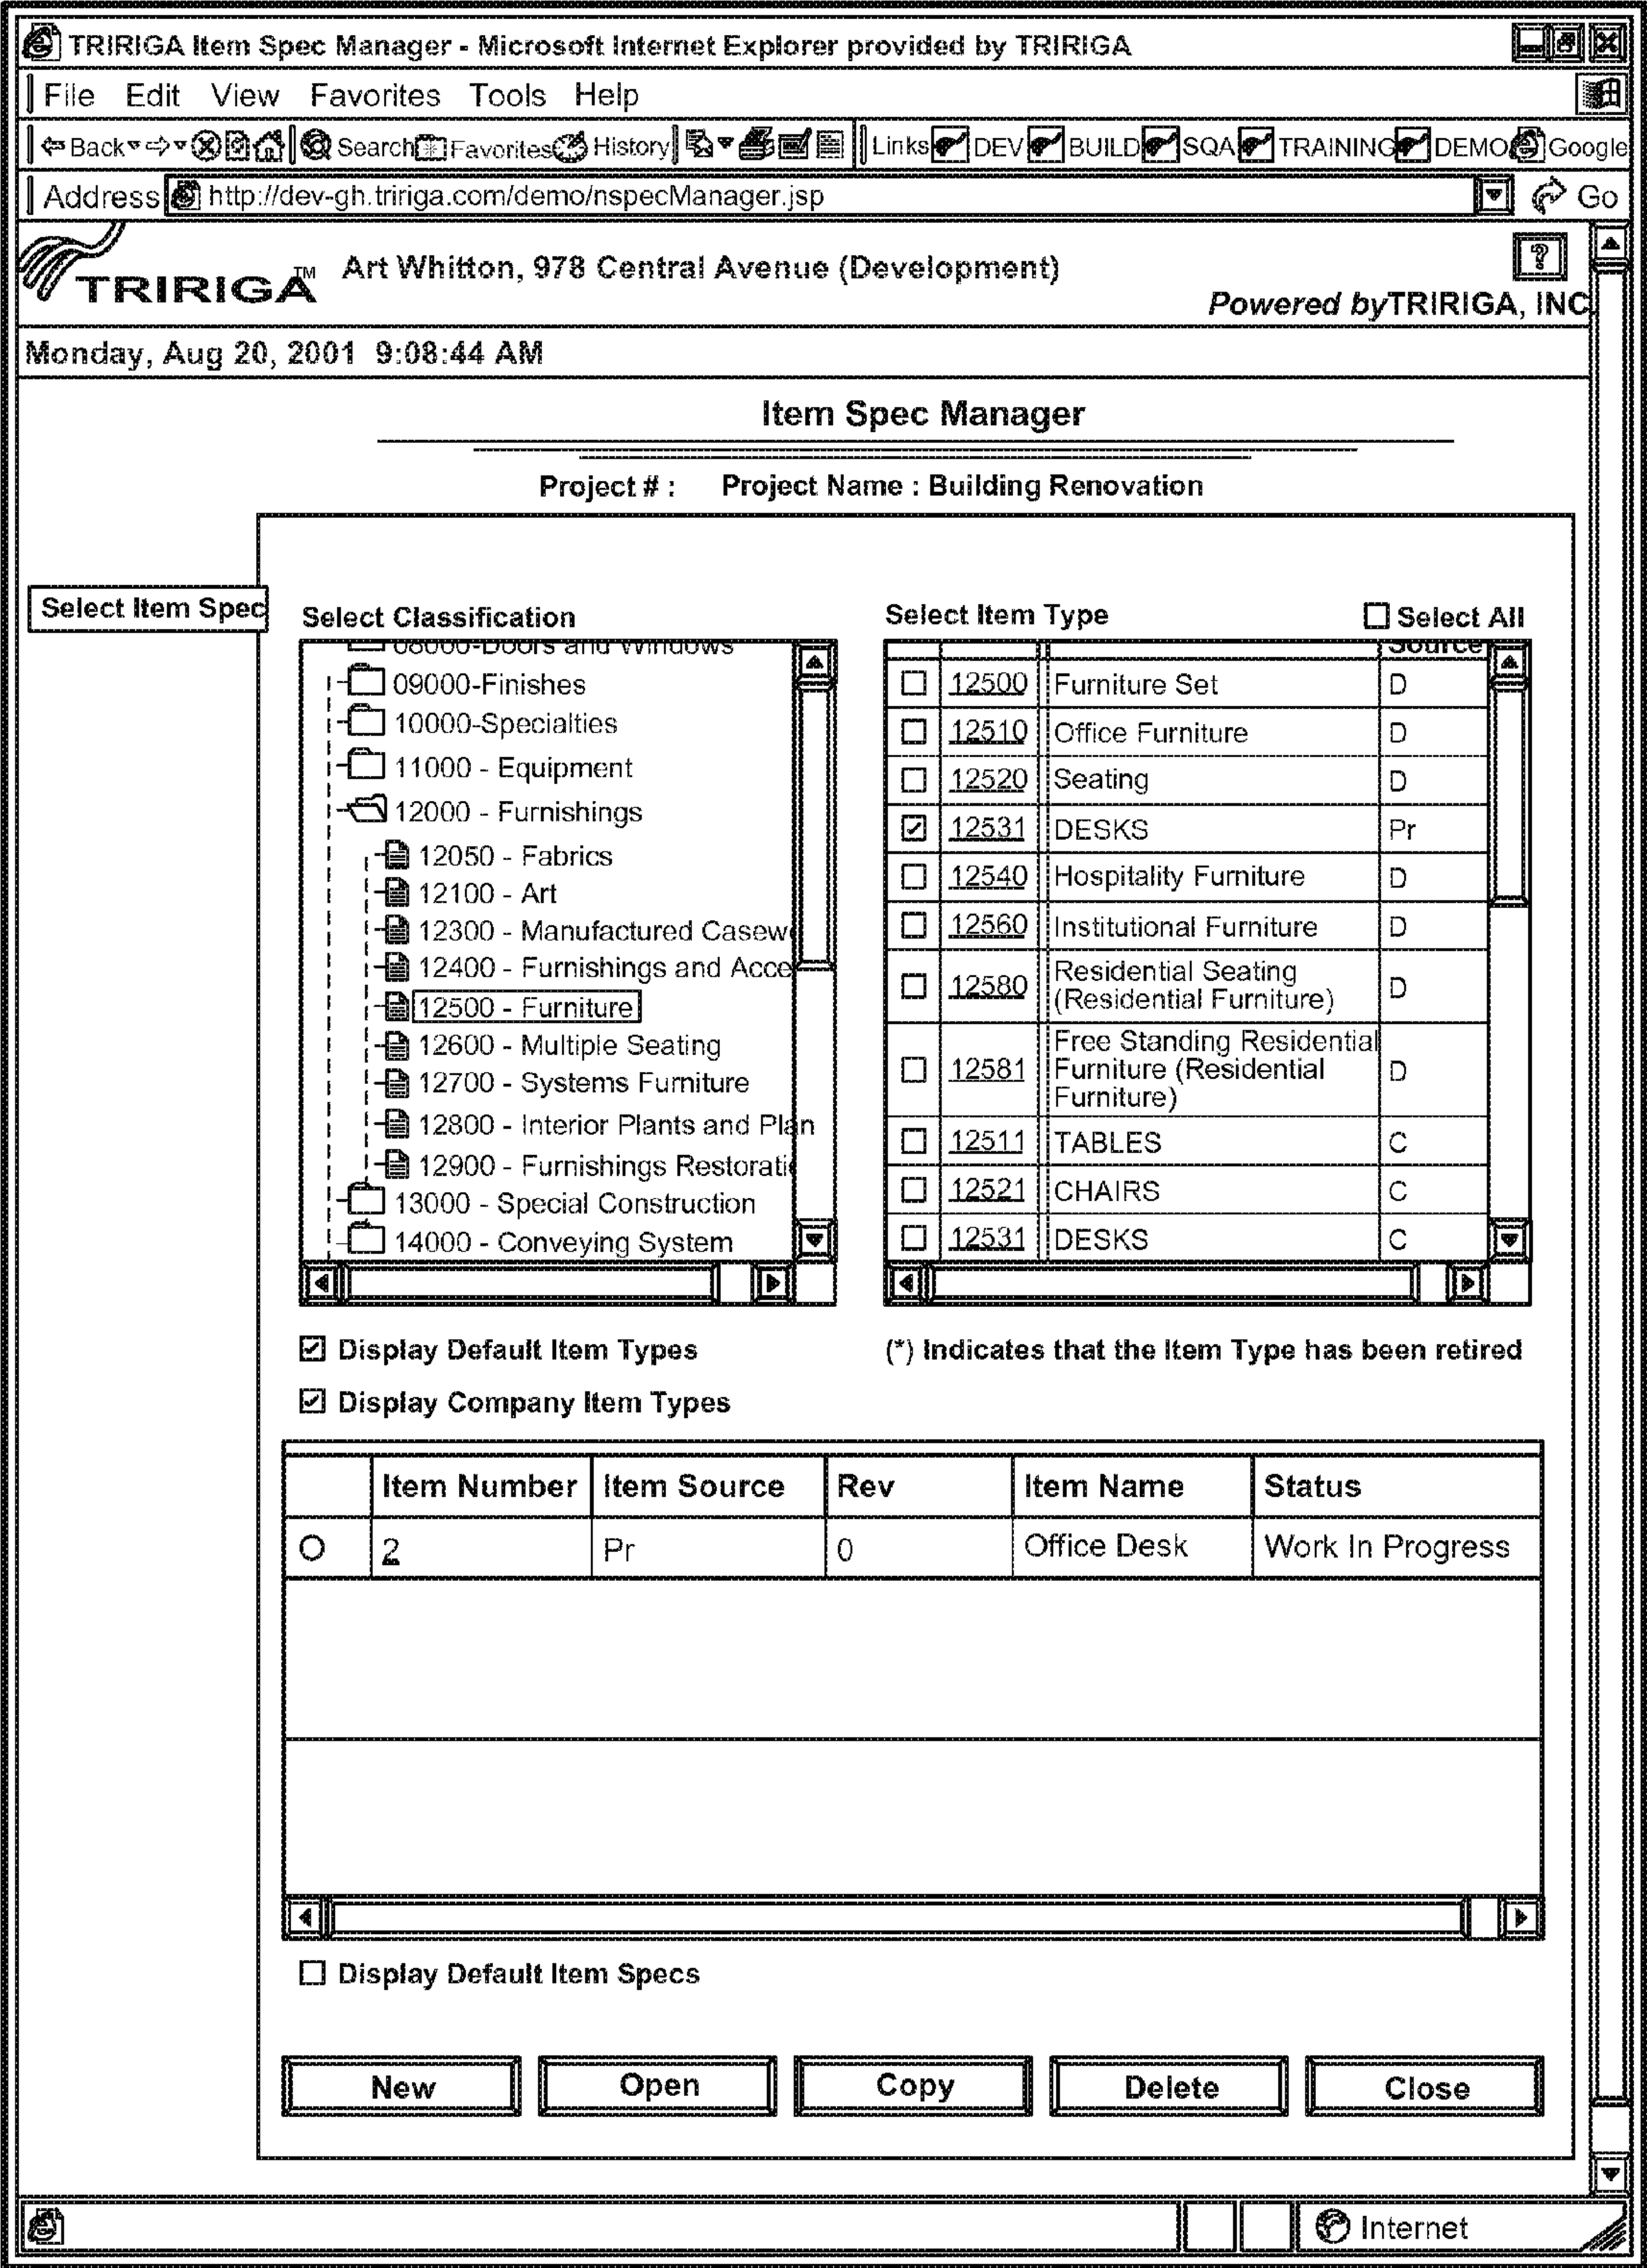 TRIRIGA Item Spec Manager - Microsoft Internet Explorer provided by TRIRIGA
File Edit View Favorites Tools Help
Back Search Favorites History Links DEV BUILD SQA TRAINING DEMO Google
Address http://dev-gh.tririga.com/demo/nspecManager.jsp Go
TRIRIGA™ Art Whitton, 978 Central Avenue (Development) ?
Powered byTRIRIGA, INC
Monday, Aug 20, 2001 9:08:44 AM
Item Spec Manager
Project # : Project Name : Building Renovation
Select Item Spec
Select Classification
08000-Doors and Windows
09000-Finishes
10000-Specialties
11000 - Equipment
12000 - Furnishings
12050 - Fabrics
12100 - Art
12300 - Manufactured Casew
12400 - Furnishings and Acce
12500 - Furniture
12600 - Multiple Seating
12700 - Systems Furniture
12800 - Interior Plants and Plan
12900 - Furnishings Restorati
13000 - Special Construction
14000 - Conveying System
Select Item Type Select All
Source
12500 Furniture Set D
12510 Office Furniture D
12520 Seating D
12531 DESKS Pr
12540 Hospitality Furniture D
12560 Institutional Furniture D
12580 Residential Seating
(Residential Furniture) D
12581 Free Standing Residential
Furniture (Residential
Furniture) D
12511 TABLES C
12521 CHAIRS C
12531 DESKS C
Display Default Item Types (*) Indicates that the Item Type has been retired
Display Company Item Types
Item Number Item Source Rev Item Name Status
2 Pr 0 Office Desk Work In Progress
Display Default Item Specs
New Open Copy Delete Close
Internet